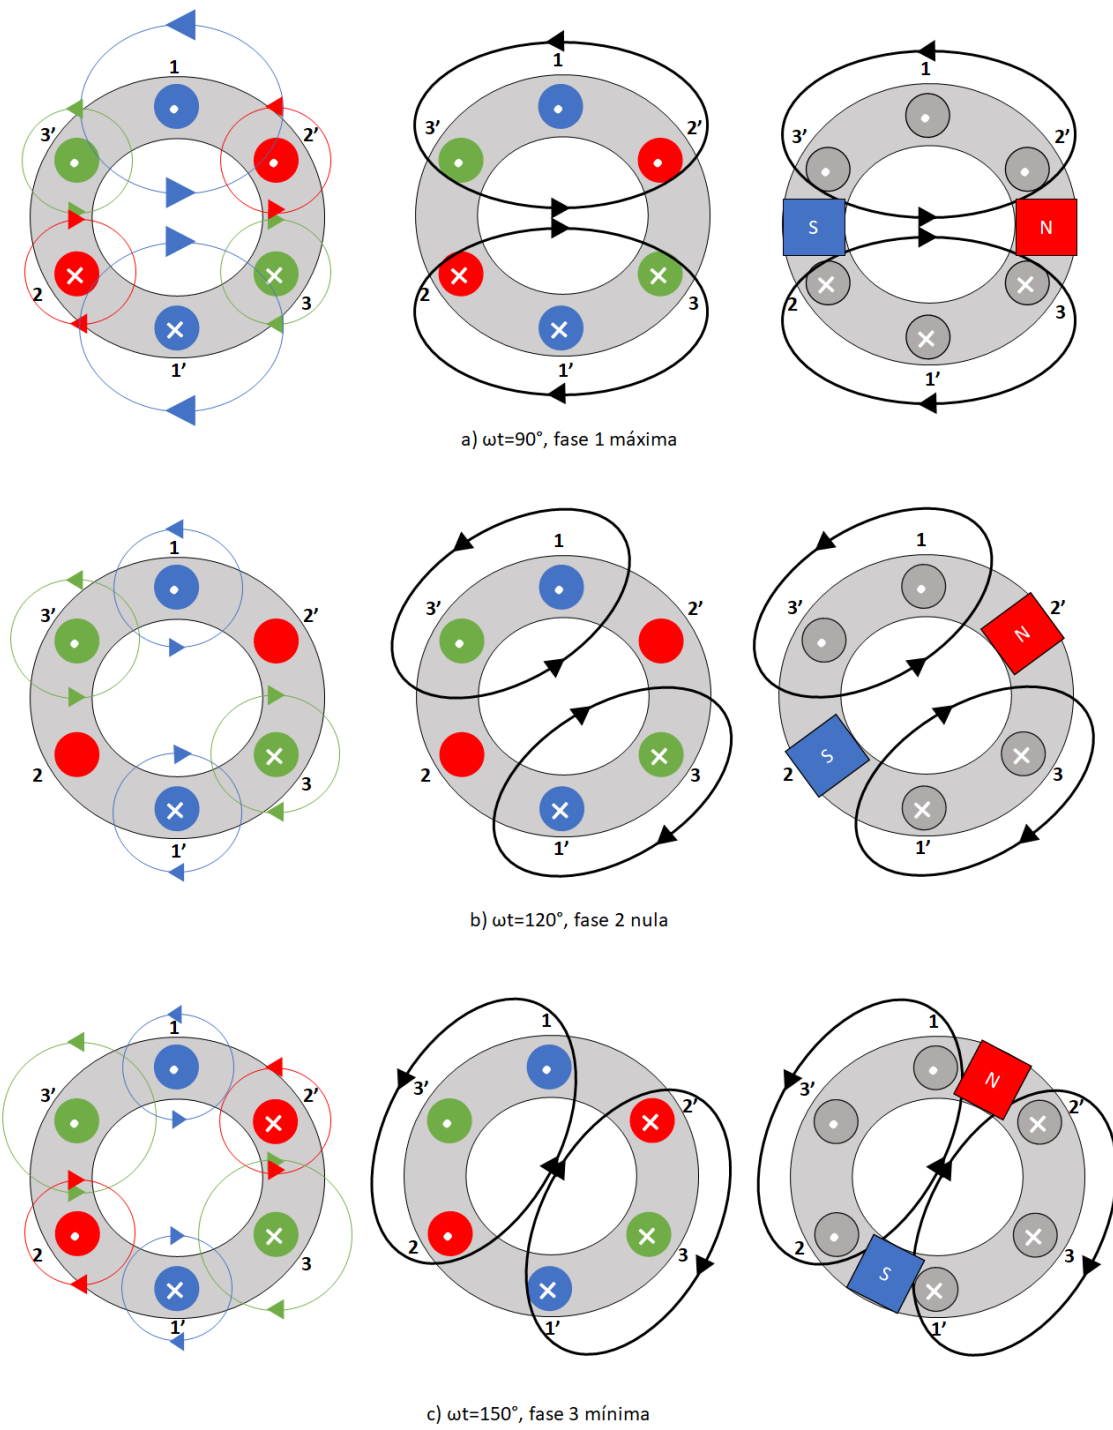 1 1 1
3' 2' 3' 2' 3' 2'
S N
2 3 2 3 2 3
1' 1' 1'
a) ωt=90°, fase 1 máxima
1 1 1
3' 2' 3' 2' 3' N 2'
2 3 2 3 2 S 3
1' 1' 1'
b) ωt=120°, fase 2 nula
1 1 1
3' 2' 3' 2' 3' N 2'
2 3 2 3 2 S 3
1' 1' 1'
c) ωt=150°, fase 3 mínima